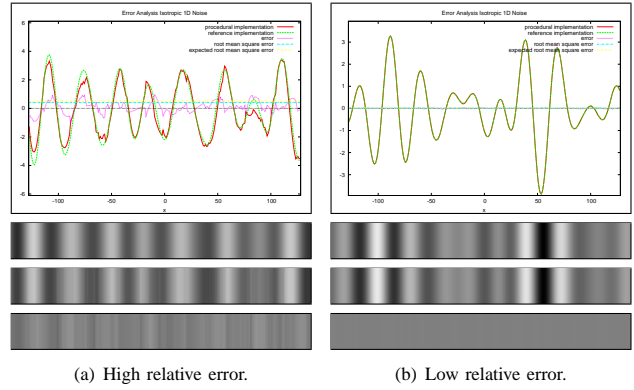 Error Analysis Isotropic 1D Noise
procedural implementation
reference implementation
error
root mean square error
expected root mean square error
6
4
2
0
-2
-4
-6
-100
-50
0
50
100
x
Error Analysis Isotropic 1D Noise
procedural implementation
reference implementation
error
root mean square error
expected root mean square error
3
2
1
0
-1
-2
-3
-100
-50
0
50
100
x
(a) High relative error.
(b) Low relative error.